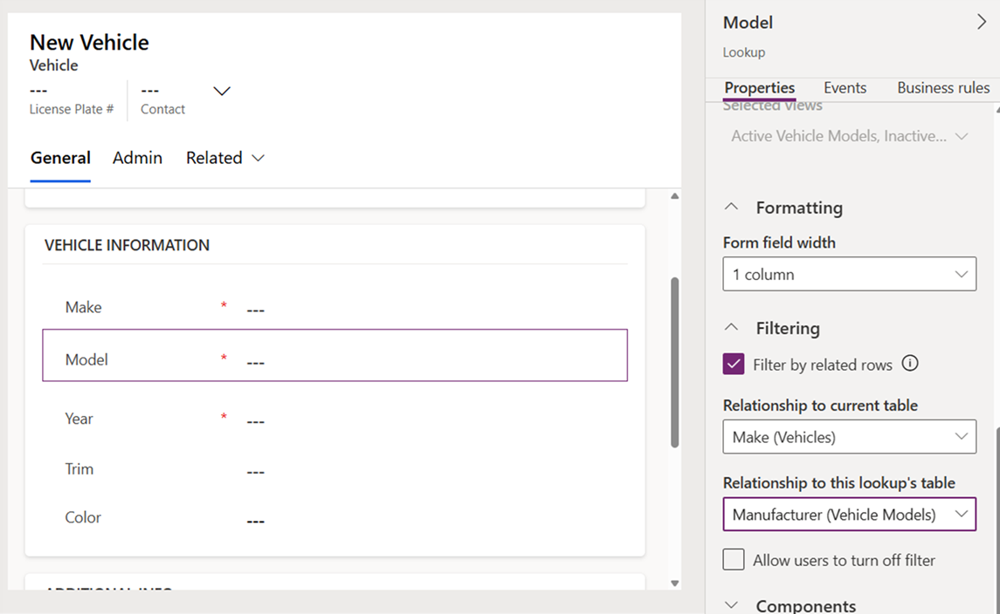 New Vehicle
Vehicle
--- ---
License Plate # Contact
General Admin Related
VEHICLE INFORMATION
Make * ---
Model * ---
Year * ---
Trim ---
Color ---
ADDITIONAL INFO
Model
Lookup
Properties Events Business rules
Selected views
Active Vehicle Models, Inactive...
Formatting
Form field width
1 column
Filtering
Filter by related rows
Relationship to current table
Make (Vehicles)
Relationship to this lookup's table
Manufacturer (Vehicle Models)
Allow users to turn off filter
Components